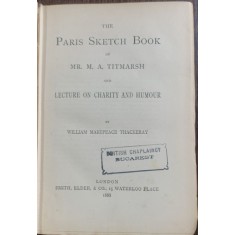 THE
PARIS SKETCH BOOK
OF
MR. M. A. TITMARSH
AND
LECTURE ON CHARITY AND HUMOUR
BY
WILLIAM MAKEPEACE THACKERAY
BRITISH CHAPLAINCY
BUCAREST
LONDON
SMITH, ELDER, & CO., 15 WATERLOO PLACE